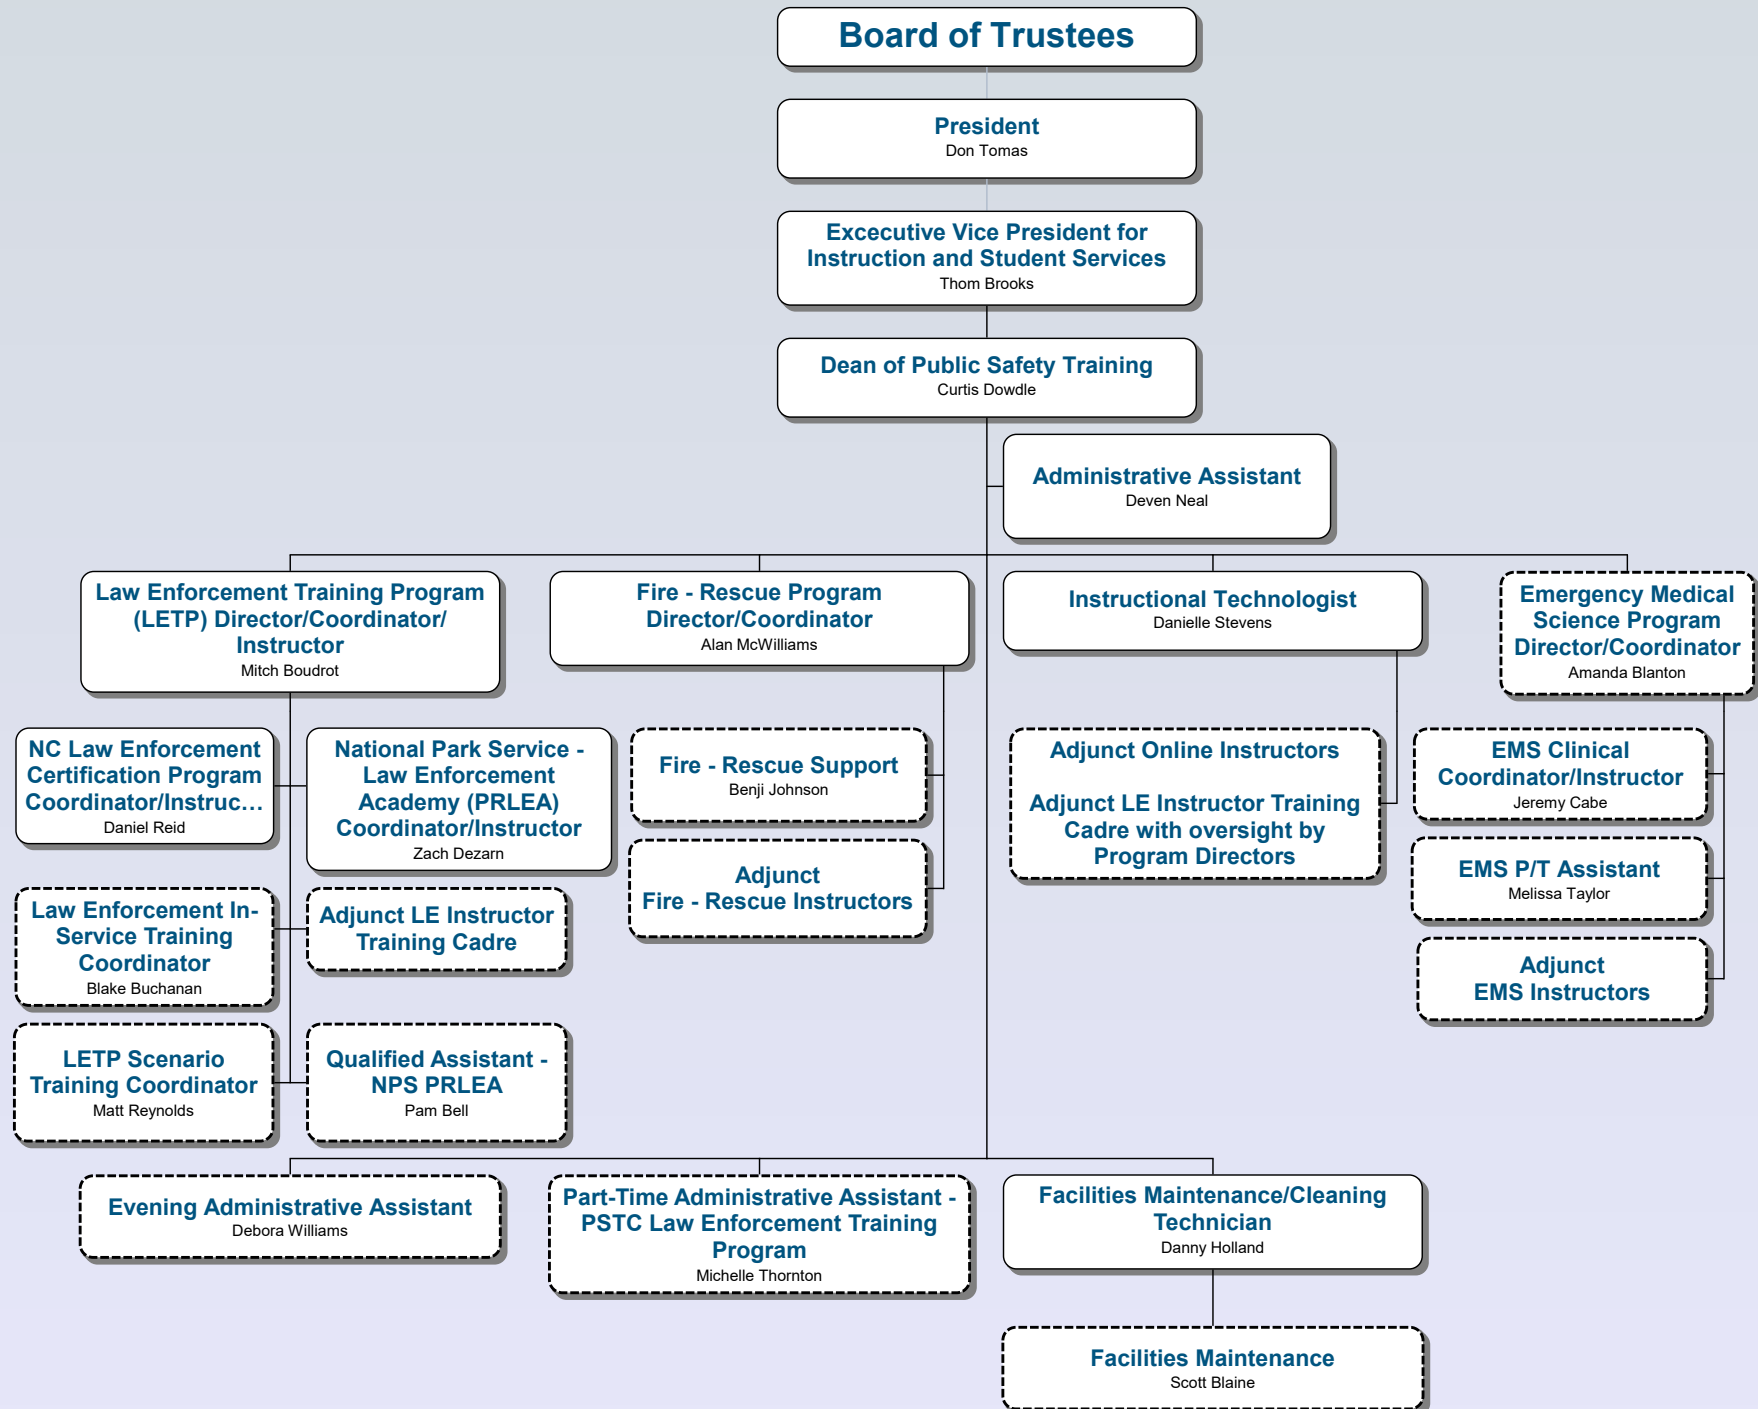 Board of Trustees
President
Don Tomas
Excecutive Vice President for
Instruction and Student Services
Thom Brooks
Dean of Public Safety Training
Curtis Dowdle
Administrative Assistant
Deven Neal
Law Enforcement Training Program
(LETP) Director/Coordinator/
Instructor
Mitch Boudrot
Fire - Rescue Program
Director/Coordinator
Alan McWilliams
Instructional Technologist
Danielle Stevens
Emergency Medical
Science Program
Director/Coordinator
Amanda Blanton
NC Law Enforcement
Certification Program
Coordinator/Instruc...
Daniel Reid
National Park Service -
Law Enforcement
Academy (PRLEA)
Coordinator/Instructor
Zach Dezarn
Fire - Rescue Support
Benji Johnson
Adjunct Online Instructors
Adjunct LE Instructor Training
Cadre with oversight by
Program Directors
EMS Clinical
Coordinator/Instructor
Jeremy Cabe
Adjunct
Fire - Rescue Instructors
EMS P/T Assistant
Melissa Taylor
Law Enforcement In-
Service Training
Coordinator
Blake Buchanan
Adjunct LE Instructor
Training Cadre
Adjunct
EMS Instructors
LETP Scenario
Training Coordinator
Matt Reynolds
Qualified Assistant -
NPS PRLEA
Pam Bell
Evening Administrative Assistant
Debora Williams
Part-Time Administrative Assistant -
PSTC Law Enforcement Training
Program
Michelle Thornton
Facilities Maintenance/Cleaning
Technician
Danny Holland
Facilities Maintenance
Scott Blaine